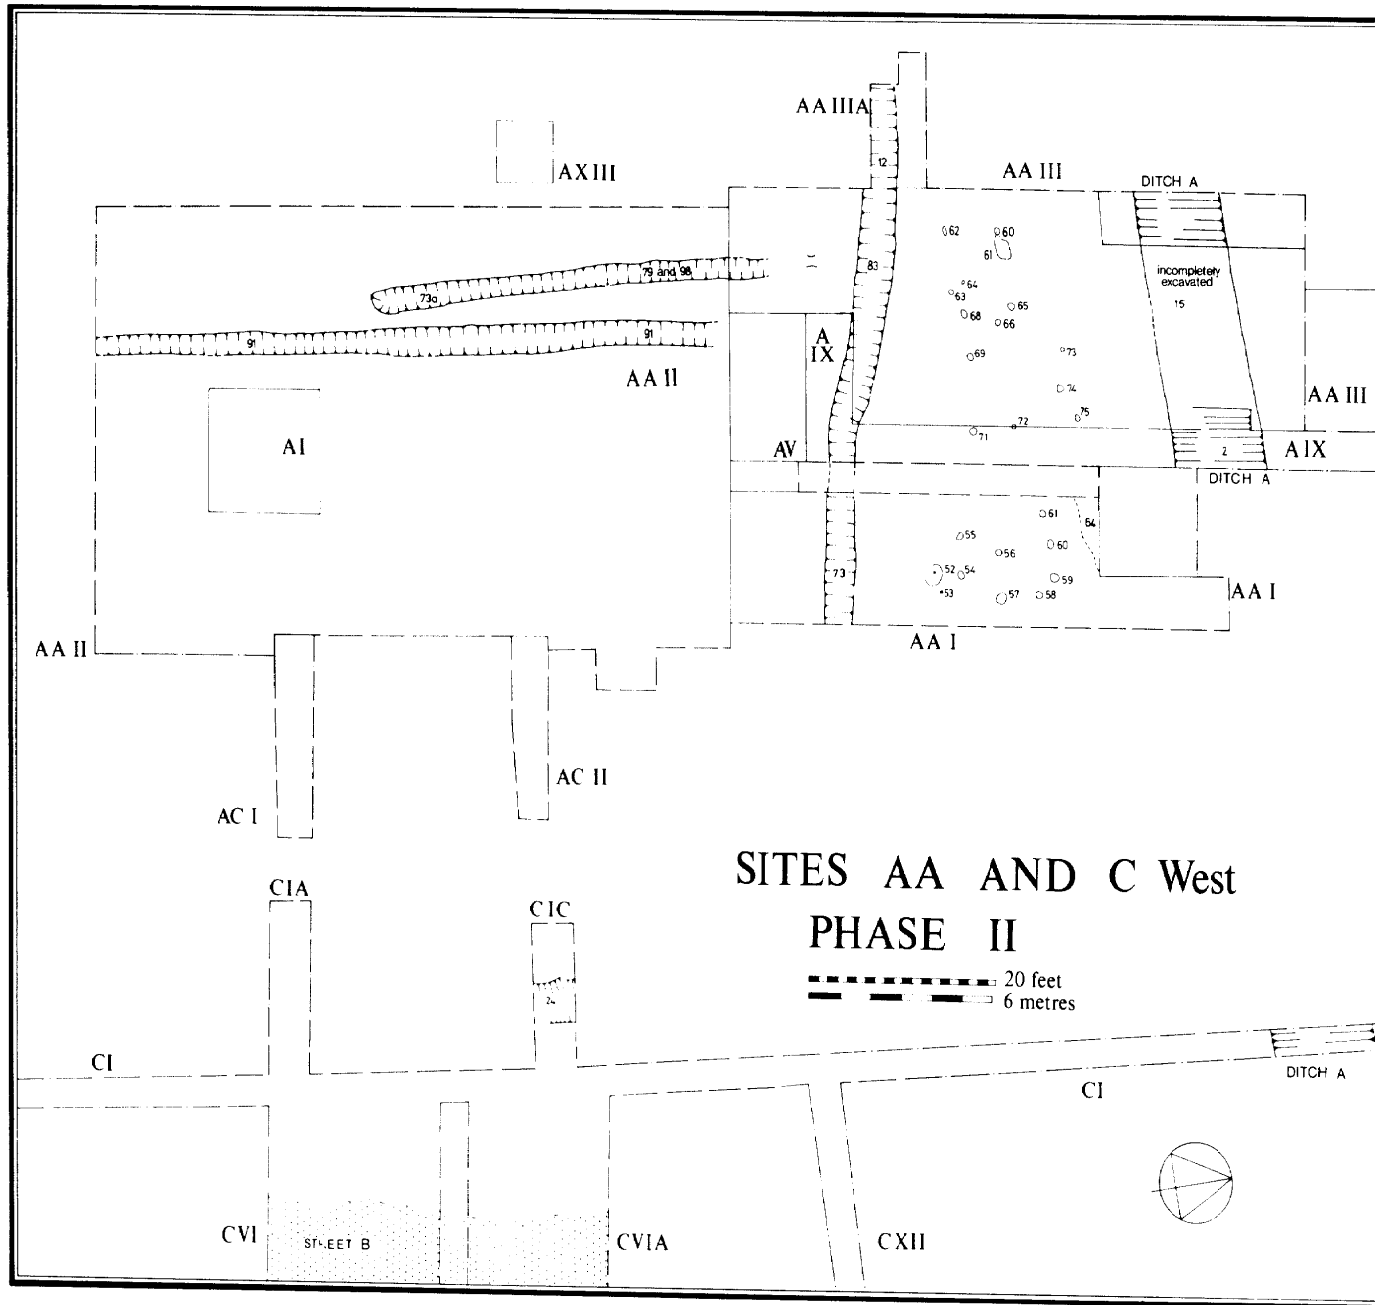 AA IIIA
AX III
12
AA III
DITCH A
62
60
61
79 and 98
83
incompletely
excavated
15
73a
64
63
65
68
66
91
91
A
IX
69
73
AA II
74
AA III
75
72
71
AI
AV
2
A IX
DITCH A
61
64
55
60
56
52
54
59
73
53
57
58
AA I
AA I
AA II
AC II
AC I
SITES AA AND C West
PHASE II
20 feet
6 metres
CIA
CIC
24
CI
DITCH A
CI
CVI
STREET B
CVIA
CXII